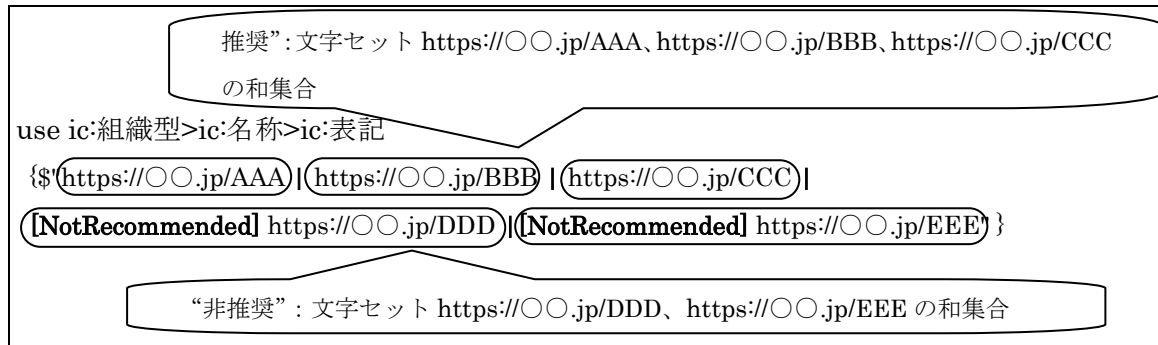 推奨”：文字セット https://○○.jp/AAA、https://○○.jp/BBB、https://○○.jp/CCC
の和集合
use ic:組織型>ic:名称>ic:表記
{$"https://○○.jp/AAA|https://○○.jp/BBB |https://○○.jp/CCC|
[NotRecommended] https://○○.jp/DDD|[NotRecommended] https://○○.jp/EEE" }
“非推奨”：文字セット https://○○.jp/DDD、https://○○.jp/EEE の和集合